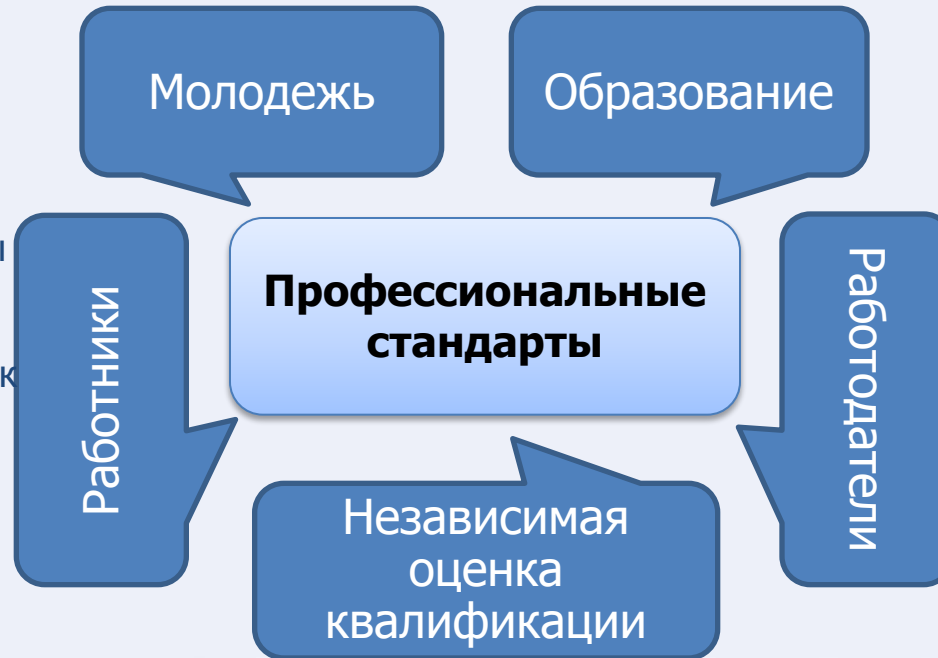 Молодежь
Образование
Работники
Профессиональные
стандарты
Работодатели
Независимая
оценка
квалификации